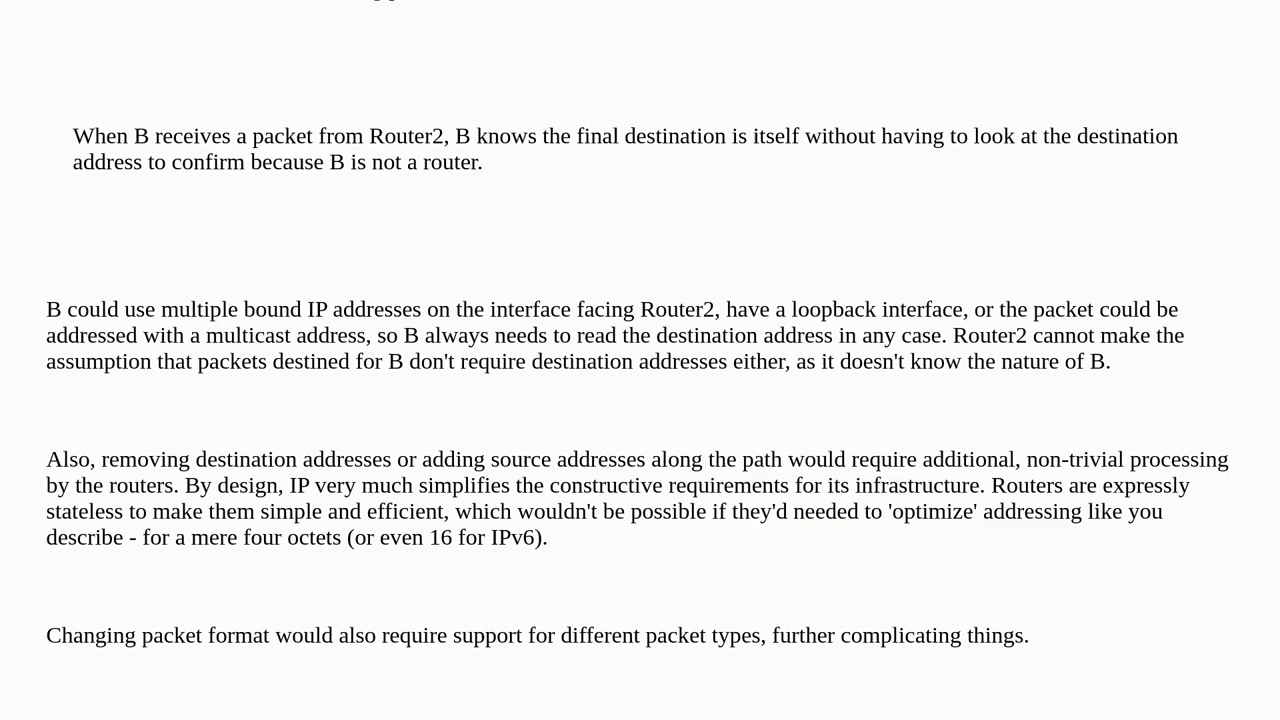 When B receives a packet from Router2, B knows the final destination is itself without having to look at the destination
address to confirm because B is not a router.
B could use multiple bound IP addresses on the interface facing Router2, have a loopback interface, or the packet could be
addressed with a multicast address, so B always needs to read the destination address in any case. Router2 cannot make the
assumption that packets destined for B don't require destination addresses either, as it doesn't know the nature of B.
Also, removing destination addresses or adding source addresses along the path would require additional, non-trivial processing
by the routers. By design, IP very much simplifies the constructive requirements for its infrastructure. Routers are expressly
stateless to make them simple and efficient, which wouldn't be possible if they'd needed to 'optimize' addressing like you
describe - for a mere four octets (or even 16 for IPv6).
Changing packet format would also require support for different packet types, further complicating things.